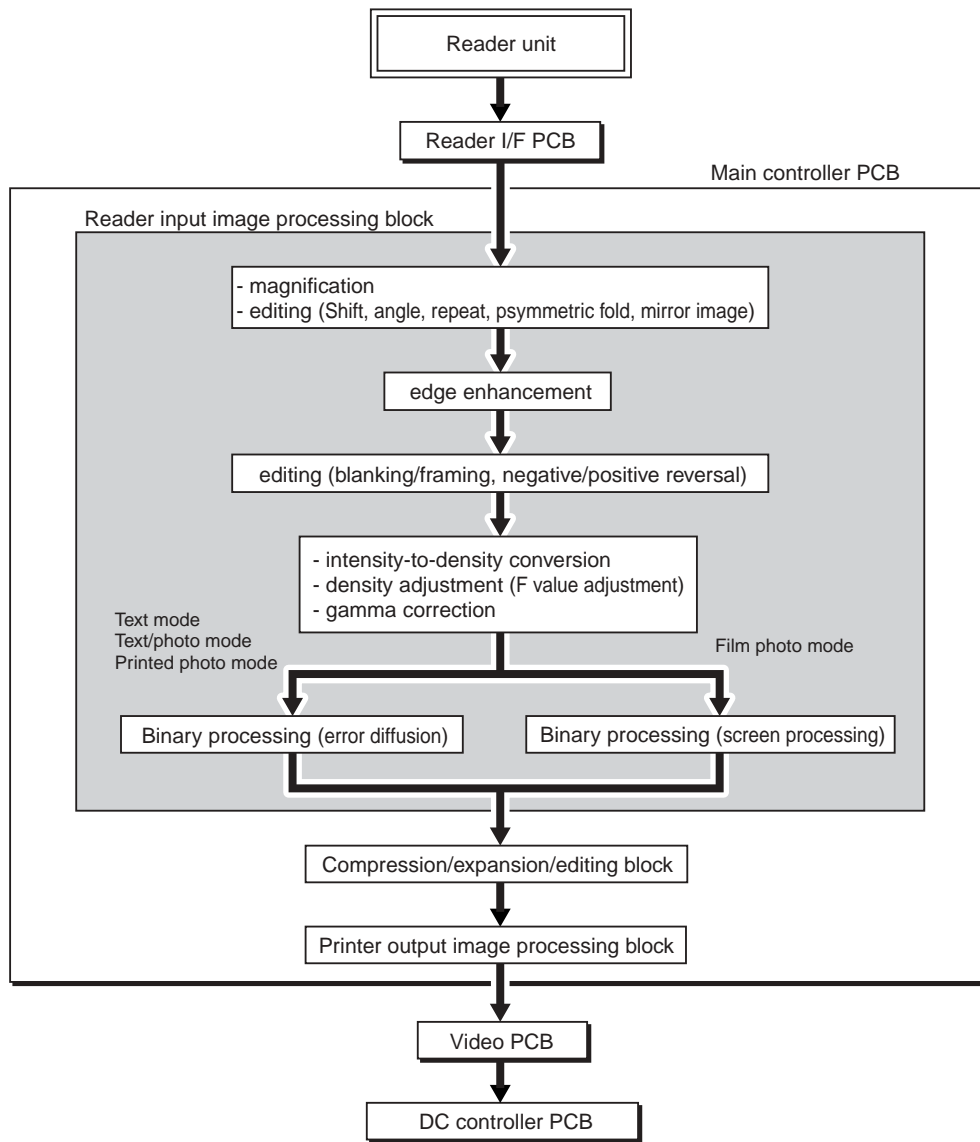 Reader unit
Reader I/F PCB
Main controller PCB
Reader input image processing block
- magnification
- editing (Shift, angle, repeat, psymmetric fold, mirror image)
edge enhancement
editing (blanking/framing, negative/positive reversal)
- intensity-to-density conversion
- density adjustment (F value adjustment)
- gamma correction
Text mode
Text/photo mode
Printed photo mode
Film photo mode
Binary processing (error diffusion)
Binary processing (screen processing)
Compression/expansion/editing block
Printer output image processing block
Video PCB
DC controller PCB